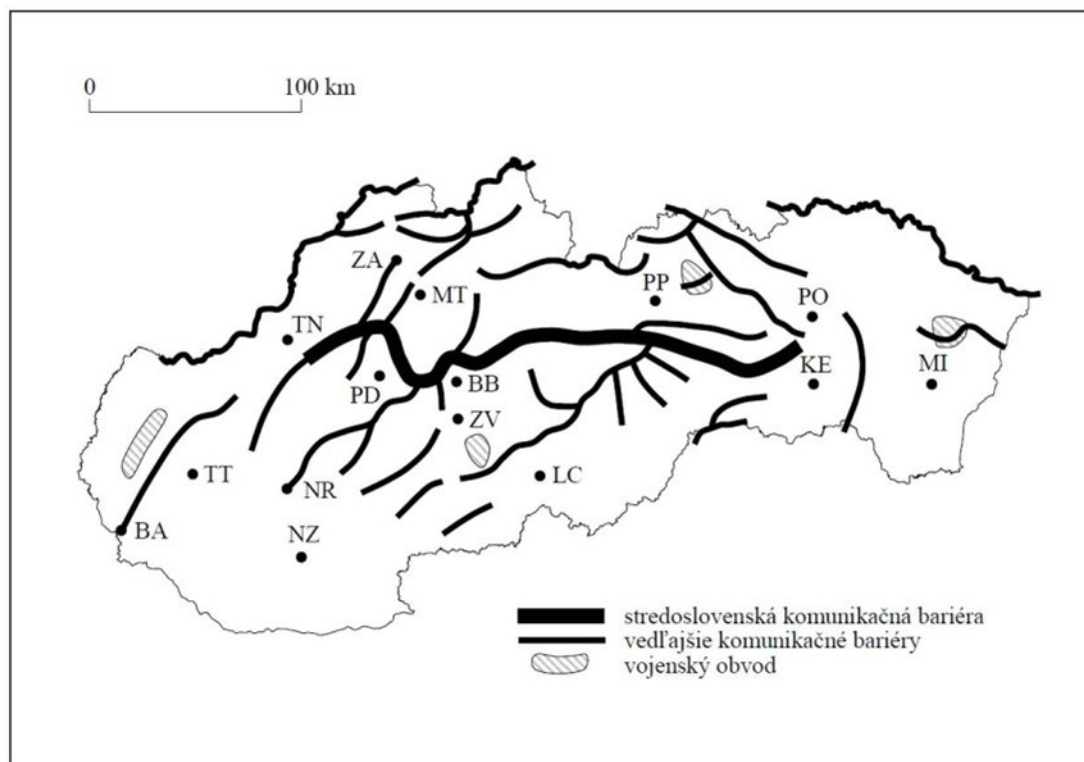 0 100 km
ZA
MT
PP
PO
TN
PD
BB
KE
MI
ZV
TT
NR
LC
BA
NZ
stredoslovenská komunikačná bariéra
vedľajšie komunikačné bariéry
vojenský obvod